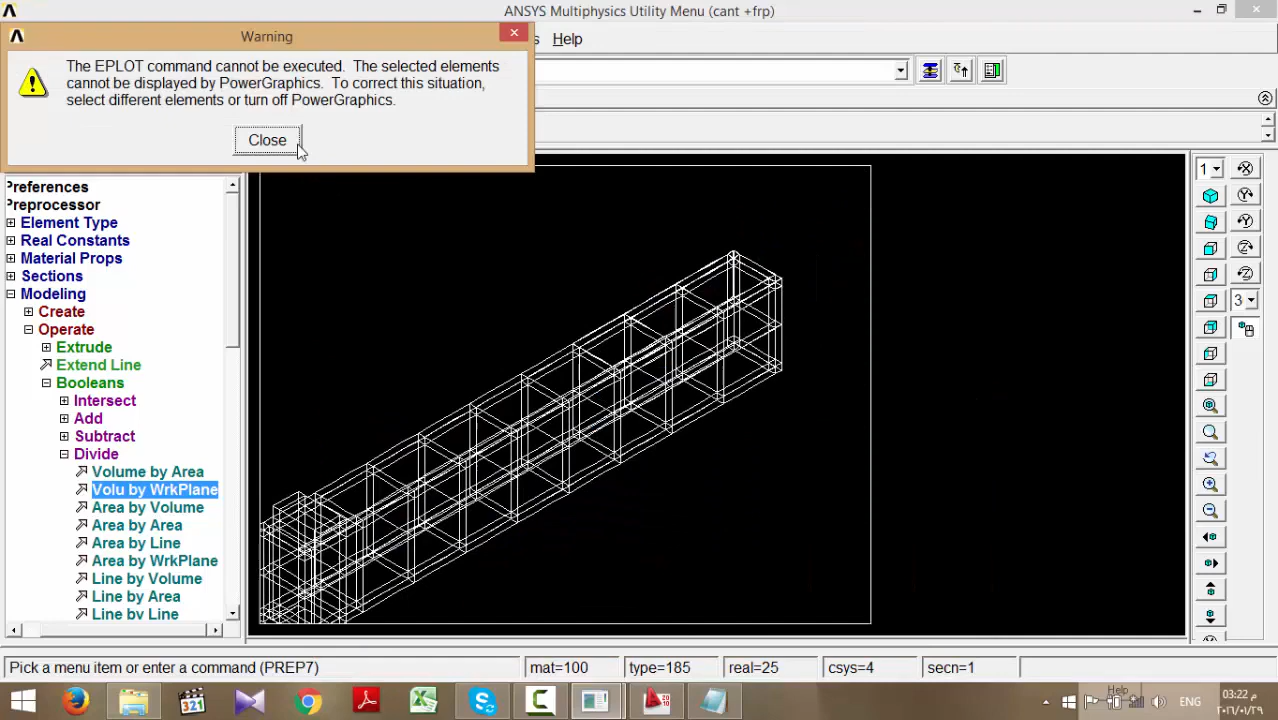 ANSYS Multiphysics Utility Menu (cant +frp)
Warning
Help
The EPLOT command cannot be executed. The selected elements
cannot be displayed by PowerGraphics. To correct this situation,
select different elements or turn off PowerGraphics.
Close
Preferences
Preprocessor
Element Type
Real Constants
Material Props
Sections
Modeling
Create
Operate
Extrude
Extend Line
Booleans
Intersect
Add
Subtract
Divide
Volume by Area
Volu by WrkPlane
Area by Volume
Area by Area
Area by Line
Area by WrkPlane
Line by Volume
Line by Area
Line by Line
1
3
Pick a menu item or enter a command (PREP7)
mat=100
type=185
real=25
csys=4
secn=1
321
Help
ENG
03:22 م
٢٠١٦/٠١/٢٩